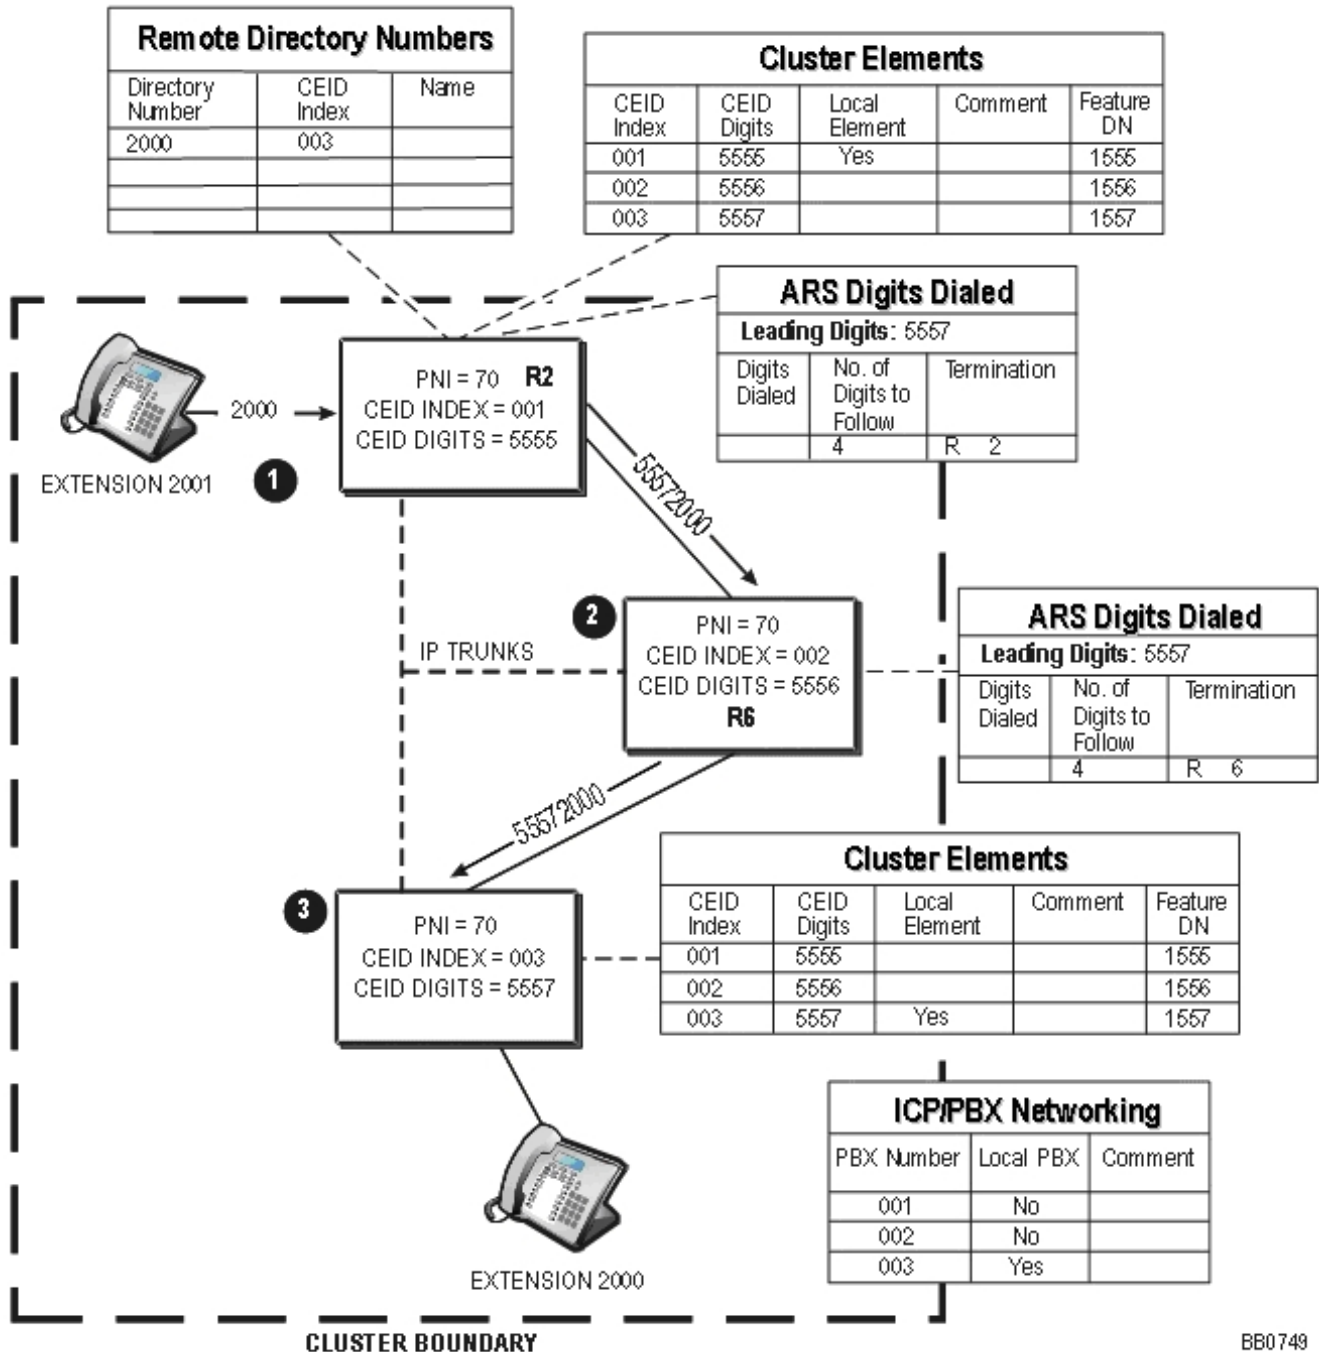 Remote Directory Numbers
Directory Number CEID Index Name
2000 003
Cluster Elements
CEID Index CEID Digits Local Element Comment Feature DN
001 5555 Yes 1555
002 5556 1556
003 5557 1557
ARS Digits Dialed
Leading Digits: 5557
Digits Dialed No. of Digits to Follow Termination
4 R 2
PNI = 70 R2
CEID INDEX = 001
CEID DIGITS = 5555
2000
EXTENSION 2001
1
55572000
2
PNI = 70
CEID INDEX = 002
CEID DIGITS = 5556
R6
IP TRUNKS
ARS Digits Dialed
Leading Digits: 5557
Digits Dialed No. of Digits to Follow Termination
4 R 6
55572000
3
PNI = 70
CEID INDEX = 003
CEID DIGITS = 5557
Cluster Elements
CEID Index CEID Digits Local Element Comment Feature DN
001 5555 1555
002 5556 1556
003 5557 Yes 1557
ICP/PBX Networking
PBX Number Local PBX Comment
001 No
002 No
003 Yes
EXTENSION 2000
CLUSTER BOUNDARY
BB0749